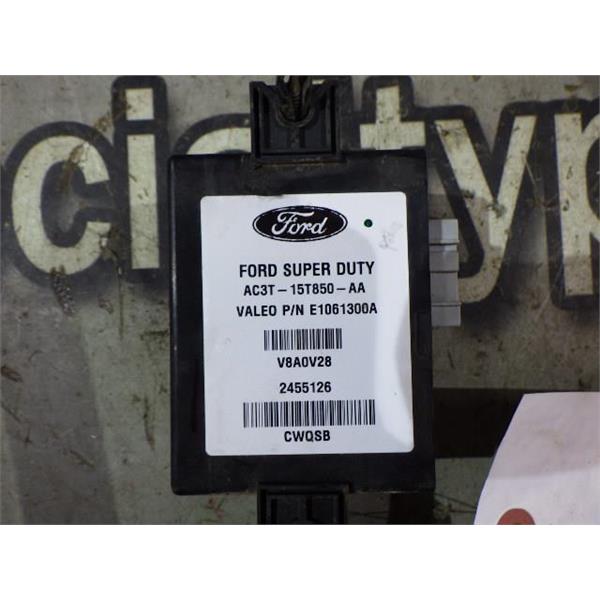 Ford
FORD SUPER DUTY
AC3T-15T850-AA
VALEO P/N E1061300A
V8A0V28
2455126
CWQSB